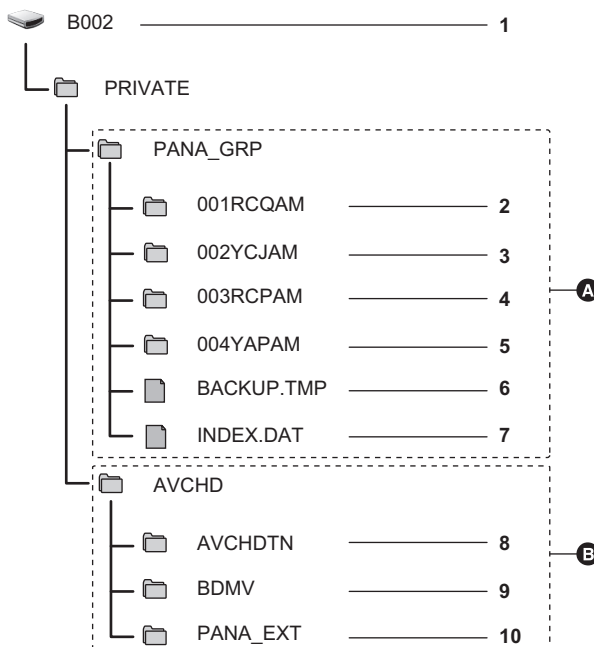 B002 1
PRIVATE
PANA_GRP
001RCQAM 2
002YCJAM 3
003RCPAM 4
004YAPAM 5
BACKUP.TMP 6
INDEX.DAT 7
A
AVCHD
AVCHDTN 8
BDMV 9
PANA_EXT 10
B